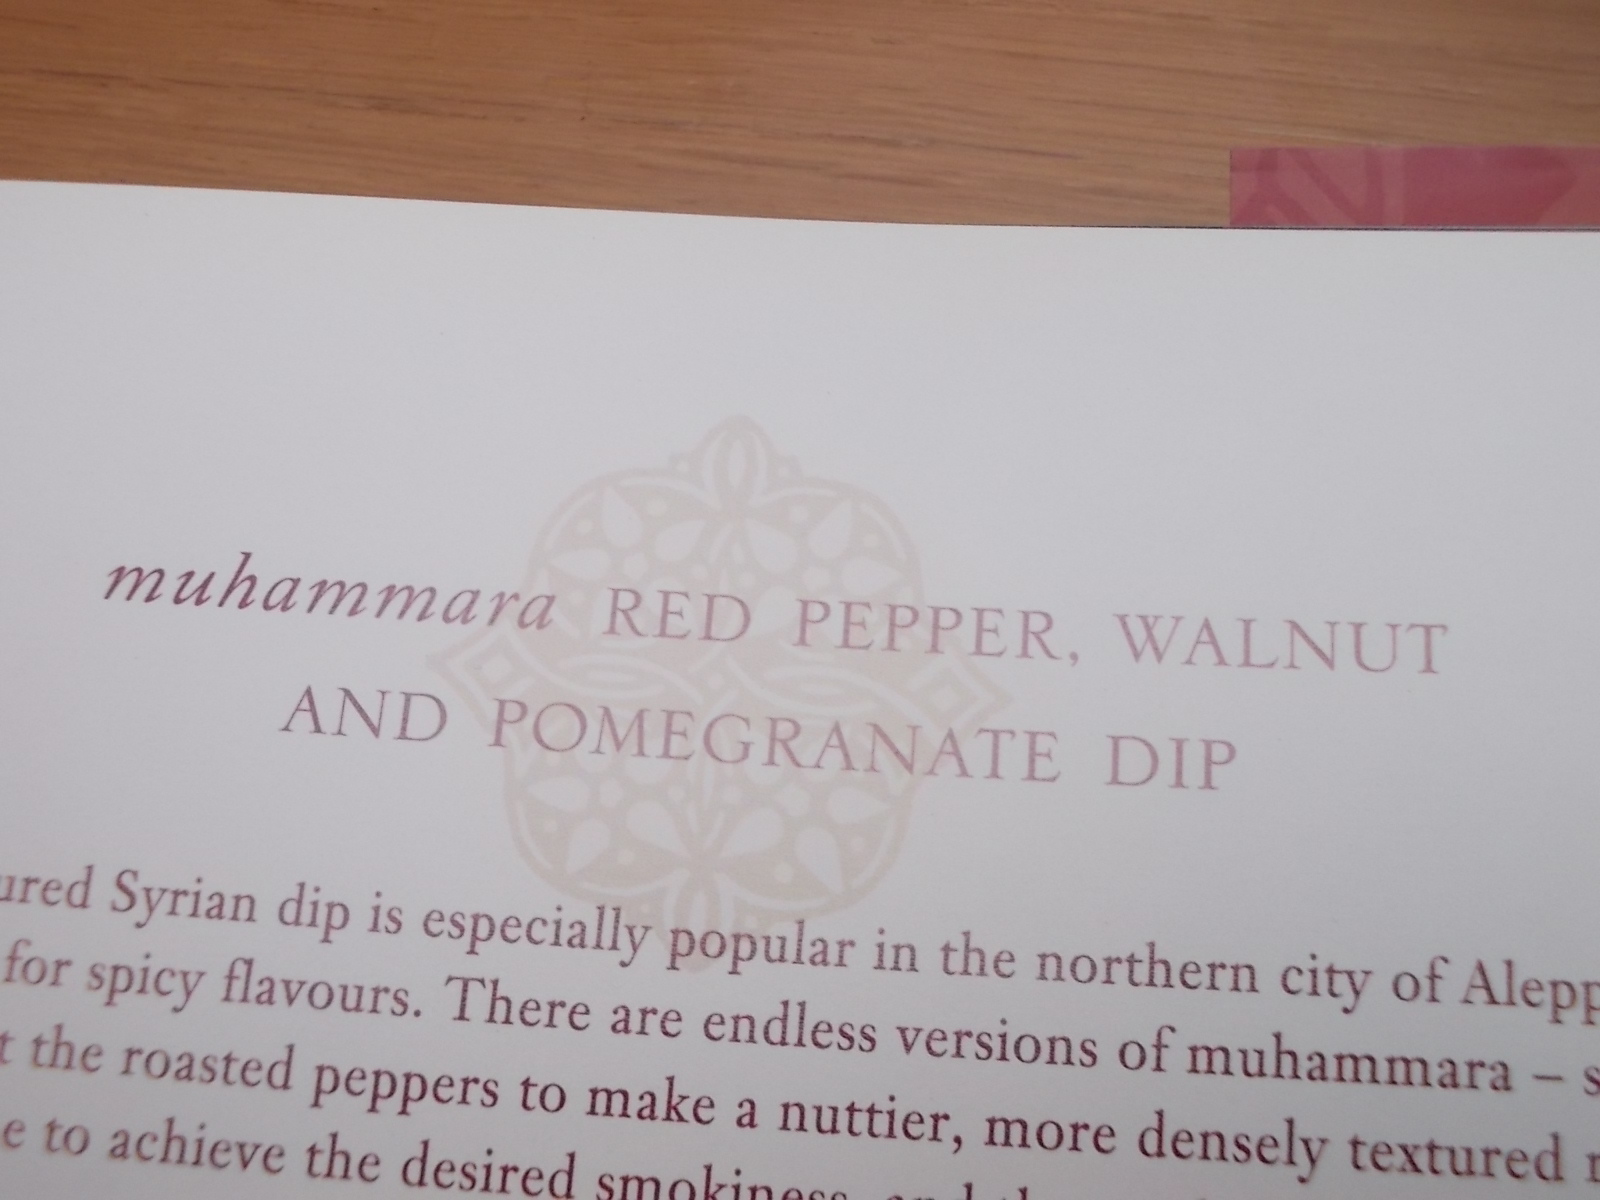 muhammara RED PEPPER, WALNUT
AND POMEGRANATE DIP
Syrian dip is especially popular in the northern city of
for spicy flavours. There are endless versions of muhammara –
the roasted peppers to make a nuttier, more densely textured
to achieve the desired smokiness,